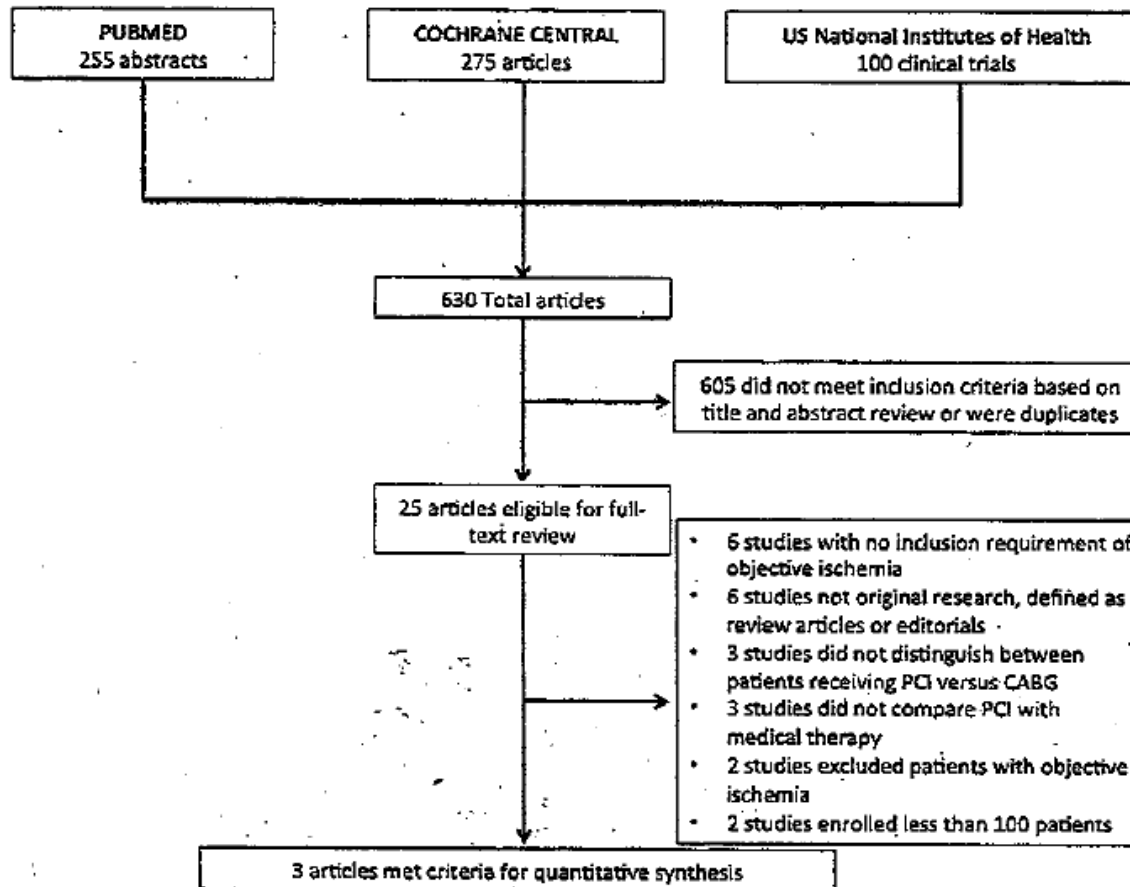 PUBMED
255 abstracts
COCHRANE CENTRAL
275 articles
US National Institutes of Health
100 clinical trials
630 Total articles
605 did not meet inclusion criteria based on
title and abstract review or were duplicates
25 articles eligible for full-
text review
• 6 studies with no inclusion requirement of
objective ischemia
• 6 studies not original research, defined as
review articles or editorials
• 3 studies did not distinguish between
patients receiving PCI versus CABG
• 3 studies did not compare PCI with
medical therapy
• 2 studies excluded patients with objective
ischemia
• 2 studies enrolled less than 100 patients
3 articles met criteria for quantitative synthesis